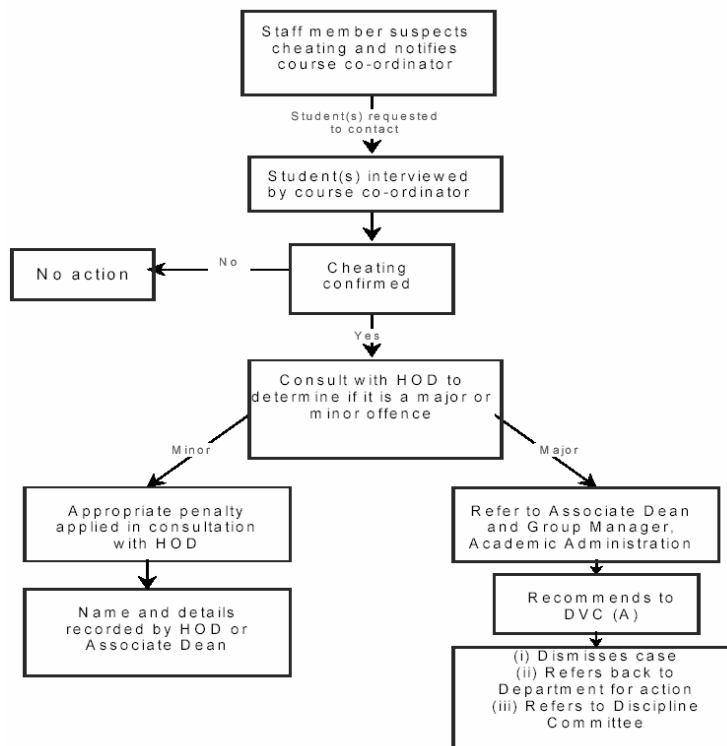 Staff member suspects
cheating and notifies
course co-ordinator
Student(s) requested
to contact
Student(s) interviewed
by course co-ordinator
No
No action
Cheating
confirmed
Yes
Consult with HOD to
determine if it is a major or
minor offence
Minor
Major
Appropriate penalty
applied in consultation
with HOD
Refer to Associate Dean
and Group Manager,
Academic Administration
Name and details
recorded by HOD or
Associate Dean
Recommends to
DVC (A)
(i) Dismisses case
(ii) Refers back to
Department for action
(iii) Refers to Discipline
Committee